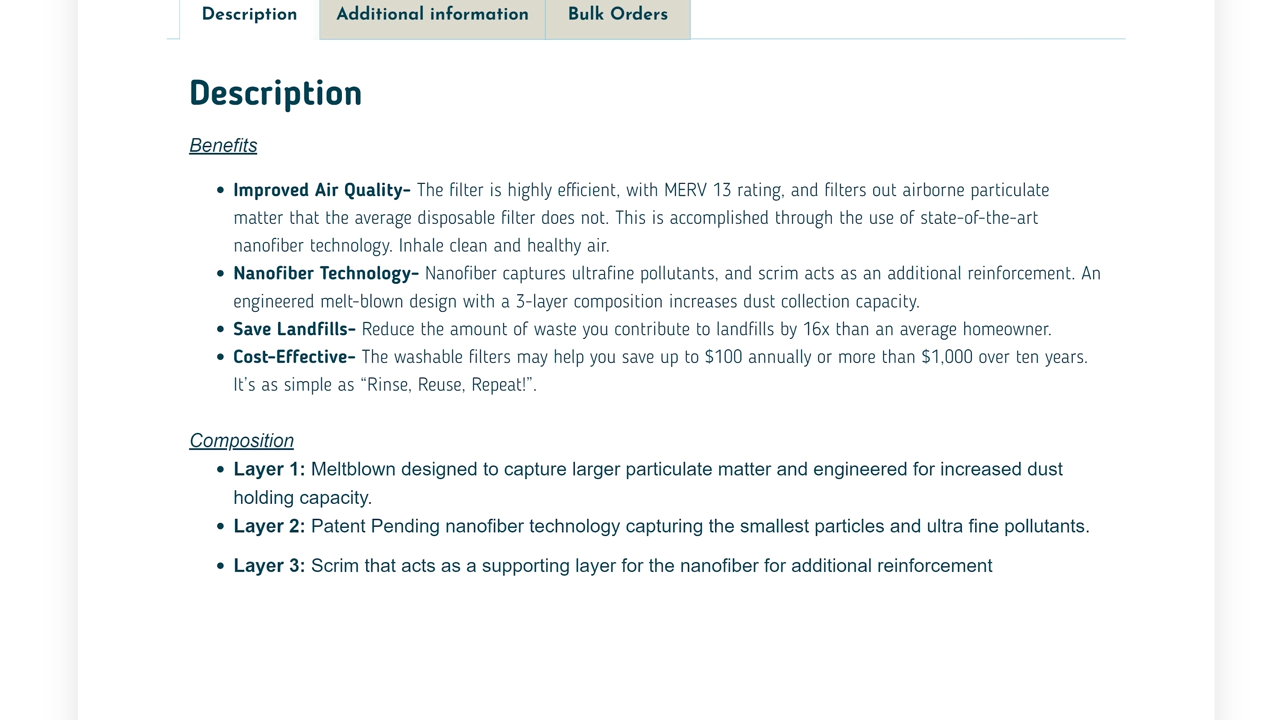 Description Additional information Bulk Orders
Description
Benefits
• Improved Air Quality– The filter is highly efficient, with MERV 13 rating, and filters out airborne particulate
matter that the average disposable filter does not. This is accomplished through the use of state-of-the-art
nanofiber technology. Inhale clean and healthy air.
• Nanofiber Technology– Nanofiber captures ultrafine pollutants, and scrim acts as an additional reinforcement. An
engineered melt-blown design with a 3-layer composition increases dust collection capacity.
• Save Landfills– Reduce the amount of waste you contribute to landfills by 16x than an average homeowner.
• Cost-Effective– The washable filters may help you save up to $100 annually or more than $1,000 over ten years.
It’s as simple as “Rinse, Reuse, Repeat!”.
Composition
• Layer 1: Meltblown designed to capture larger particulate matter and engineered for increased dust
holding capacity.
• Layer 2: Patent Pending nanofiber technology capturing the smallest particles and ultra fine pollutants.
• Layer 3: Scrim that acts as a supporting layer for the nanofiber for additional reinforcement